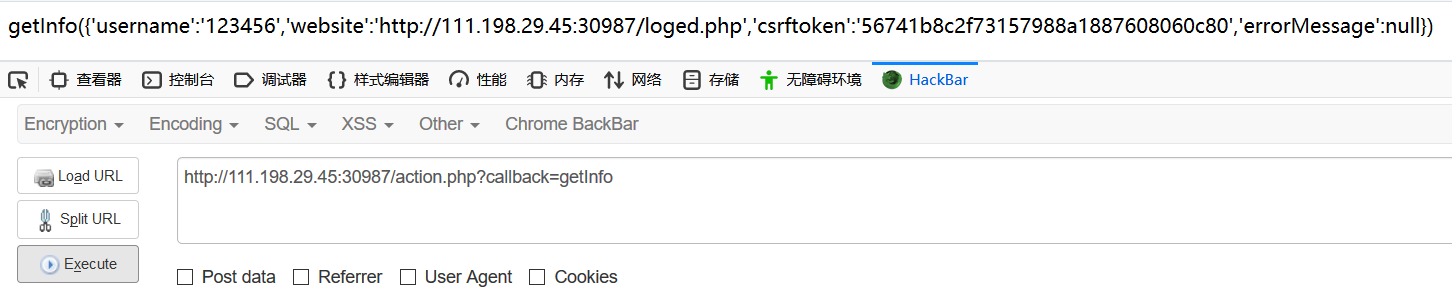 getInfo({'username':'123456','website':'http://111.198.29.45:30987/loged.php','csrftoken':'56741b8c2f73157988a1887608060c80','errorMessage':null})
查看器 控制台 调试器 样式编辑器 性能 内存 网络 存储 无障碍环境 HackBar
Encryption Encoding SQL XSS Other Chrome BackBar
Load URL http://111.198.29.45:30987/action.php?callback=getInfo
Split URL
Execute
Post data Referrer User Agent Cookies